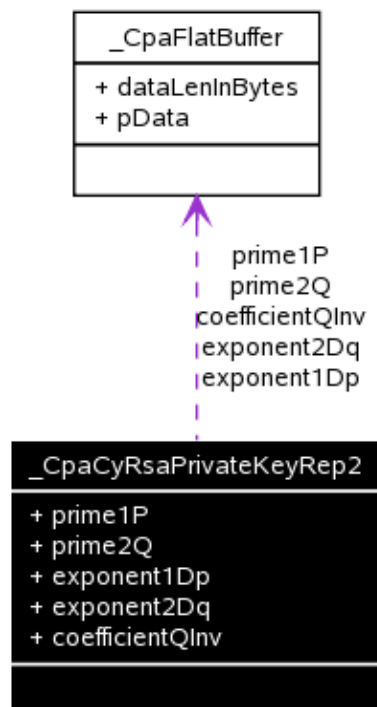 _CpaFlatBuffer
+ dataLenInBytes
+ pData
prime1P
prime2Q
coefficientQInv
exponent2Dq
exponent1Dp
_CpaCyRsaPrivateKeyRep2
+ prime1P
+ prime2Q
+ exponent1Dp
+ exponent2Dq
+ coefficientQInv